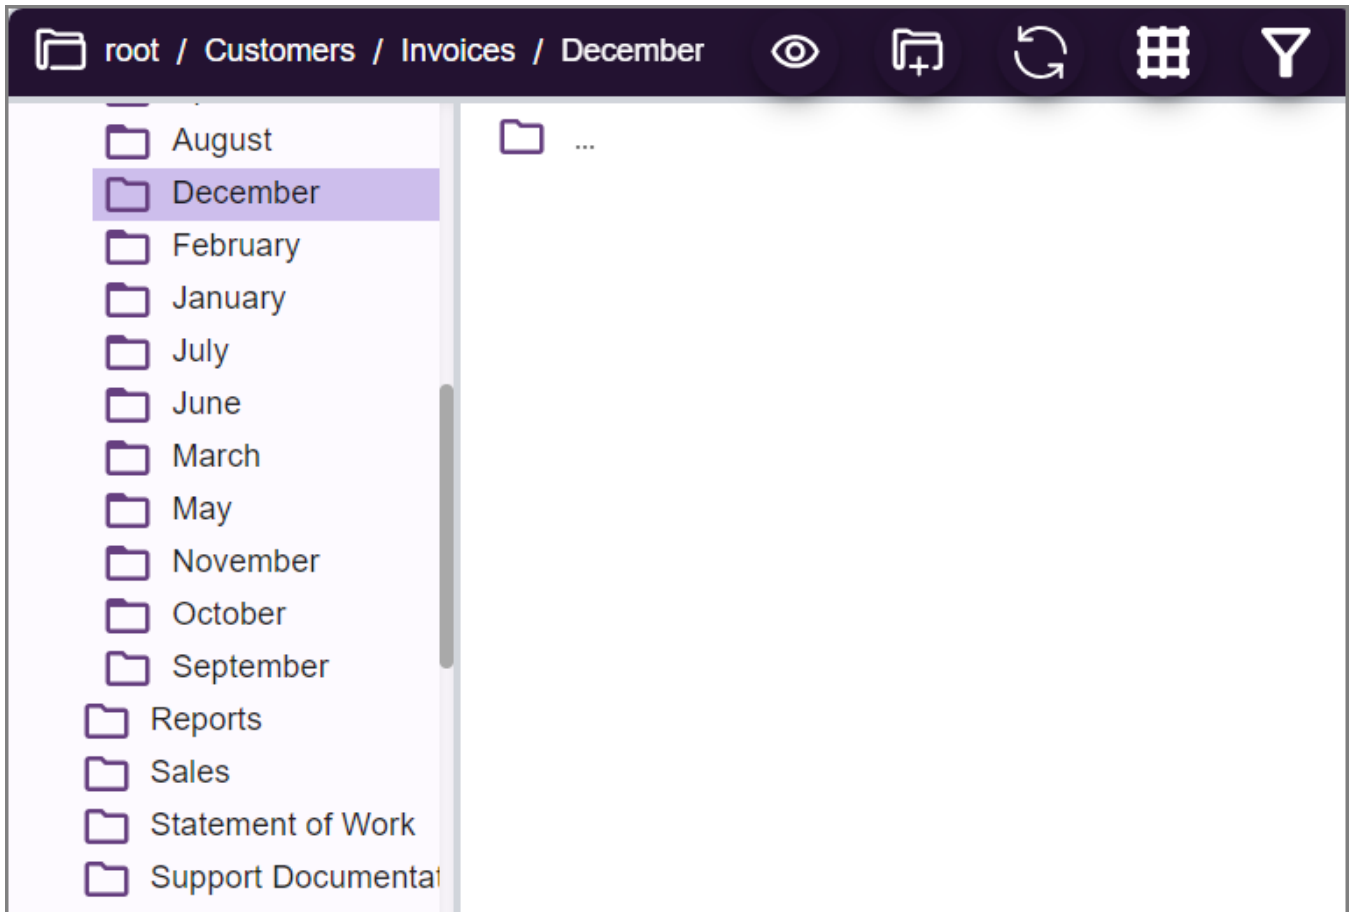 root / Customers / Invoices / December
August
...
December
February
January
July
June
March
May
November
October
September
Reports
Sales
Statement of Work
Support Documentat